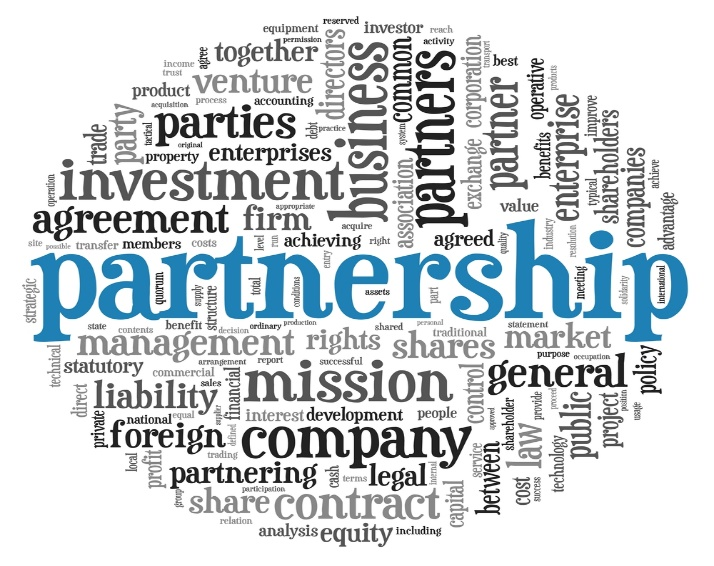 reserved
equipment
investor
reach
permission
activity
together
agree
income
trust
directors
business
common
partners
corporation
transport
best
operative
products
venture
product
process
accounting
acquisition
partner
enterprise
improve
party
tactical
parties
debt
practice
system
trade
original
property
enterprises
association
exchange
benefits
typical
shareholders
companies
achieve
operation
investment
appropriate
value
agreement
firm
acquire
industry
resolution
advantage
site
possible
transfer
members
costs
level
run
achieving
right
agreed
quality
entry
partnership
strategic
quorum
supply
structure
total
conditions
assets
part
meeting
solidarity
international
state
contents
benefit
decision
ordinary
production
shared
personal
traditional
statement
management
rights
shares
market
technical
statutory
arrangement
report
successful
purpose
occupation
commercial
policy
direct
liability
sales
financial
mission
control
general
private
national
equal
supplier
interest
development
people
approved
shareholder
provide
proceed
public
project
position
usage
foreign
defined
company
law
local
profit
trading
service
between
technology
partnering
cash
terms
legal
internal
cost
success
group
participation
share
contract
capital
relation
analysis
equity
including